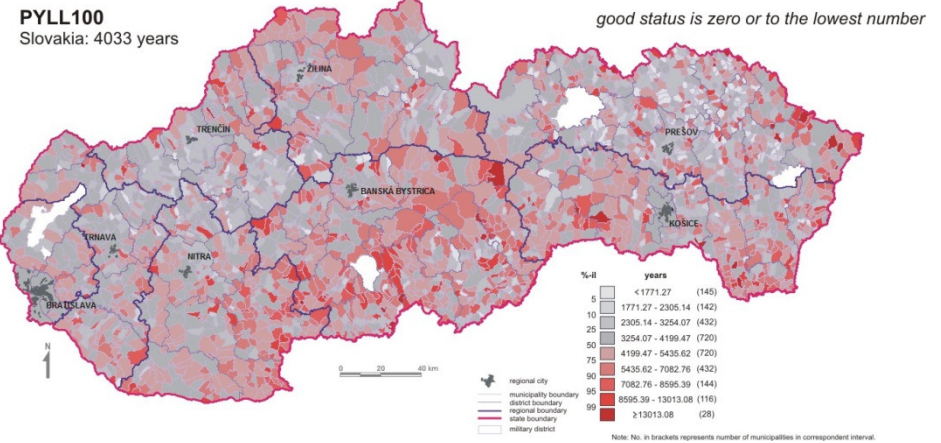 PYLL100
Slovakia: 4033 years
good status is zero or to the lowest number
ŽILINA
TRENČÍN
PREŠOV
BANSKÁ BYSTRICA
KOŠICE
TRNAVA
NITRA
BRATISLAVA
N
0 20 40 km
regional city
municipality boundary
district boundary
regional boundary
state boundary
military district
%-il years
<1771.27 (145)
5
1771.27 - 2305.14 (142)
10
2305.14 - 3254.07 (432)
25
3254.07 - 4199.47 (720)
50
4199.47 - 5435.62 (720)
75
5435.62 - 7082.76 (432)
90
7082.76 - 8595.39 (144)
95
8595.39 - 13013.08 (116)
99
≥13013.08 (28)
Note: No. in brackets represents number of municipalities in correspondent interval.